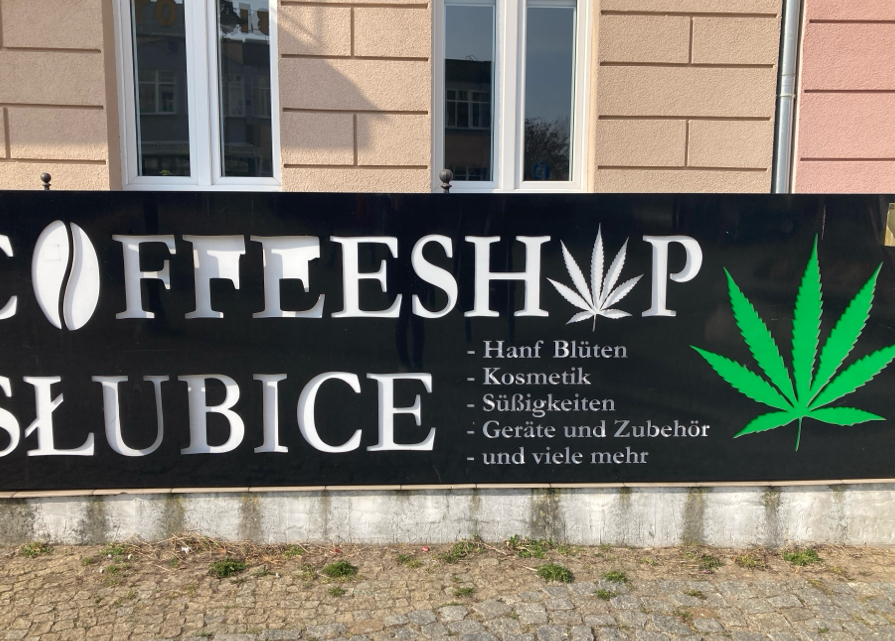 COFFEESHOP
SŁUBICE
- Hanf Blüten
- Kosmetik
- Süßigkeiten
- Geräte und Zubehör
- und viele mehr